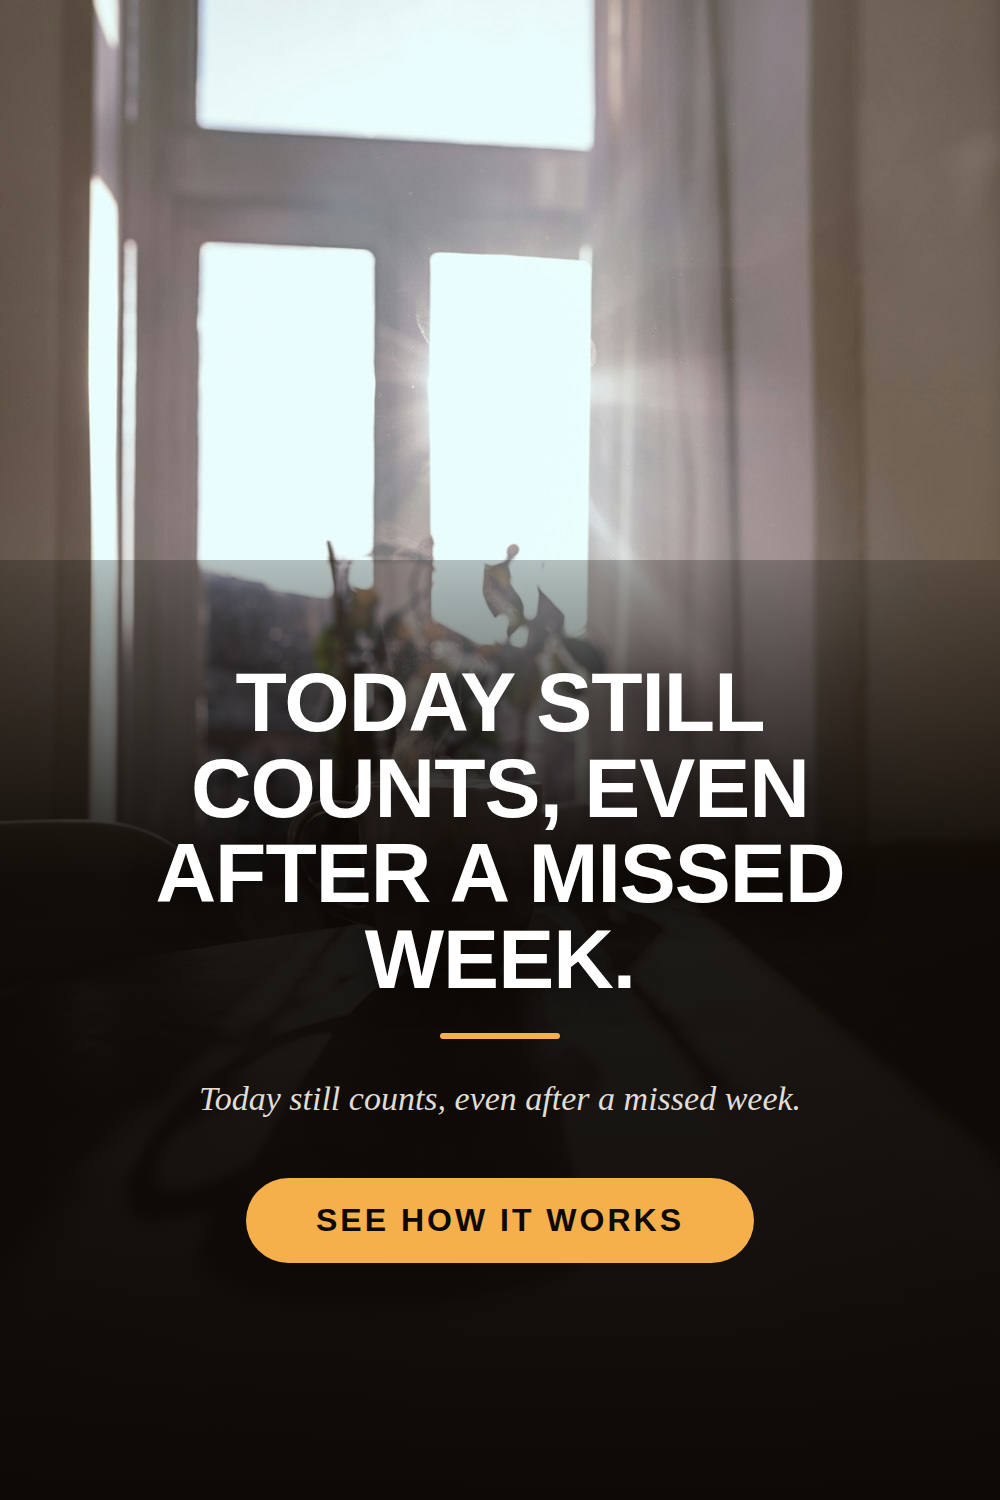 TODAY STILL
COUNTS, EVEN
AFTER A MISSED
WEEK.
Today still counts, even after a missed week.
SEE HOW IT WORKS